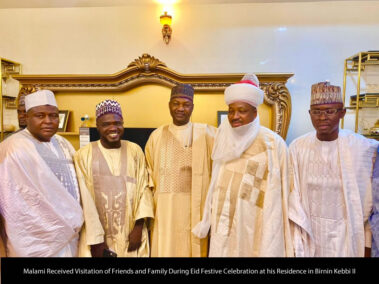 Malami Received Visitation of Friends and Family During Eid Festive Celebration at his Residence in Birnin Kebbi II